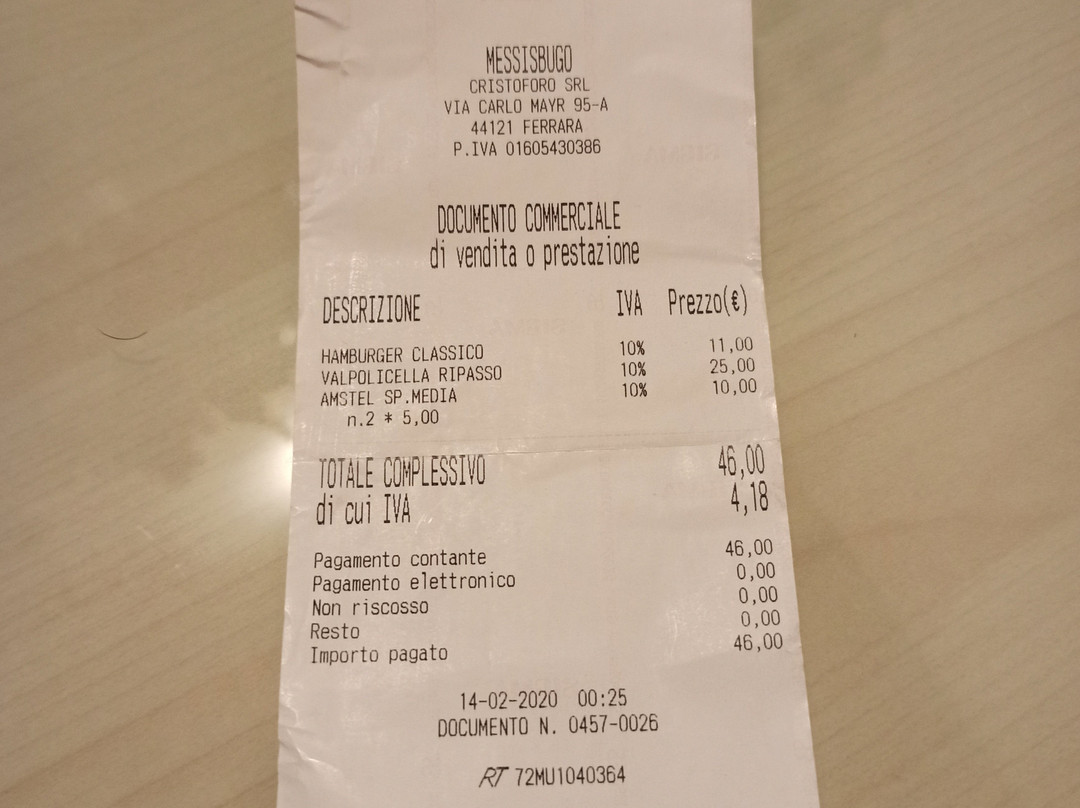 MESSISBUGO
CRISTOFORO SRL
VIA CARLO MAYR 95-A
44121 FERRARA
P.IVA 01605430386
DOCUMENTO COMMERCIALE
di vendita o prestazione
DESCRIZIONE IVA Prezzo(€)
HAMBURGER CLASSICO 10% 11,00
VALPOLICELLA RIPASSO 10% 25,00
AMSTEL SP.MEDIA 10% 10,00
n.2 * 5,00
TOTALE COMPLESSIVO 46,00
di cui IVA 4,18
Pagamento contante 46,00
Pagamento elettronico 0,00
Non riscosso 0,00
Resto 0,00
Importo pagato 46,00
14-02-2020 00:25
DOCUMENTO N. 0457-0026
RT 72MU1040364